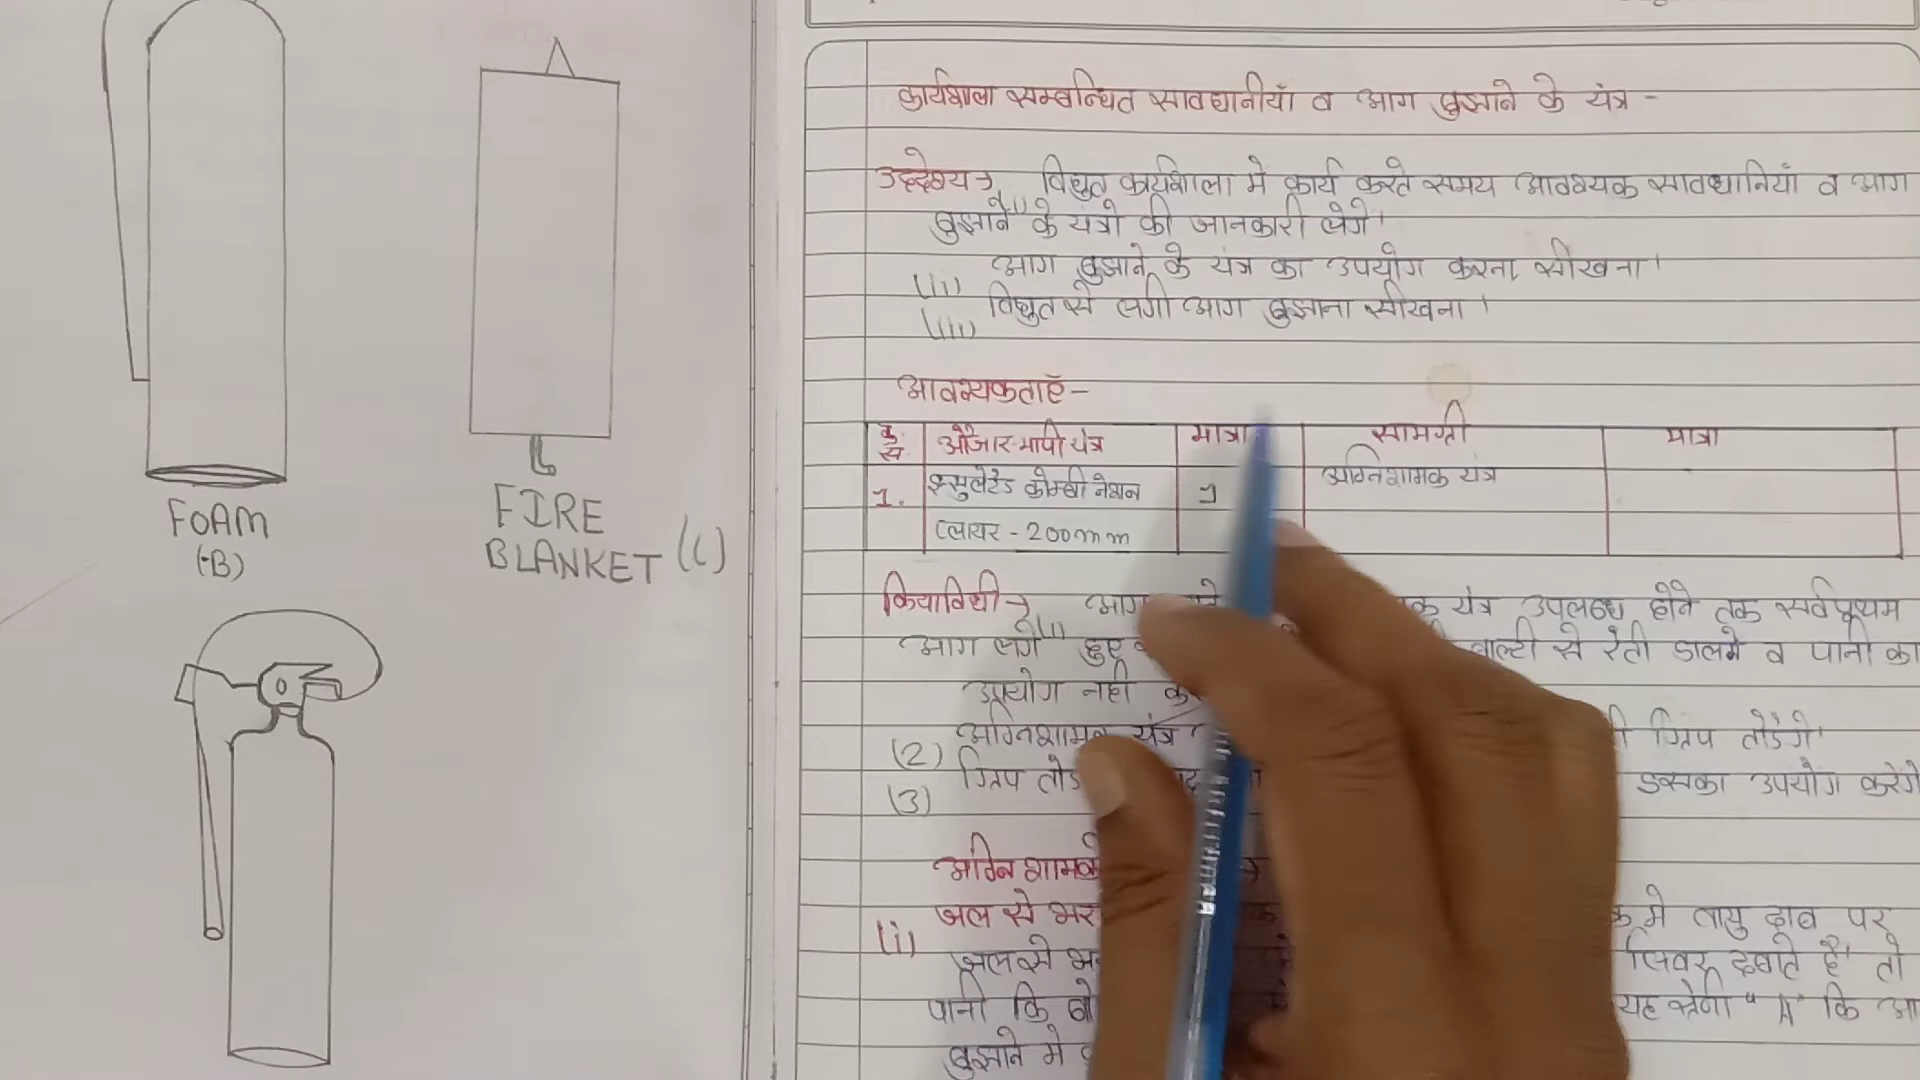 FOAM
(-B)
FIRE
BLANKET (C)
कार्यशाला सम्बन्धित सावधानीयाँ व आग बुझाने के यंत्र -
उद्देश्य → विधुत कार्यशाला मे कार्य करते समय आवश्यक सावधानियाँ व आग
बुझाने के यंत्रो की जानकारी लेगे।
(ii) आग बुझाने के यंत्र का उपयोग करना सीखना।
(iii) विधुत से लगी आग बुझाना सीखना।
आवश्यकताएँ -
क्र. स. औजार-मापी यंत्र मात्रा सामग्री मात्रा
1. इन्सुलेटेड कोम्बीनेशन 1 अग्निशामक यंत्र
प्लायर - 200mm
क्रियाविधी → (i) आग यंत्र उपलब्ध होने तक सर्वप्रथम
आग लगे हुए बाल्टी से रेती डालने व पानी का
उपयोग नही
(2) अग्निशामक यंत्र ग्रिप तोडेगे।
(3) ग्रिप इसका उपयोग करेगे
जल से मे वायु दाब पर
(i) जल से लिवर दबाते है तो
पानी कि यह श्रेणी "A" कि
बुझाने मे